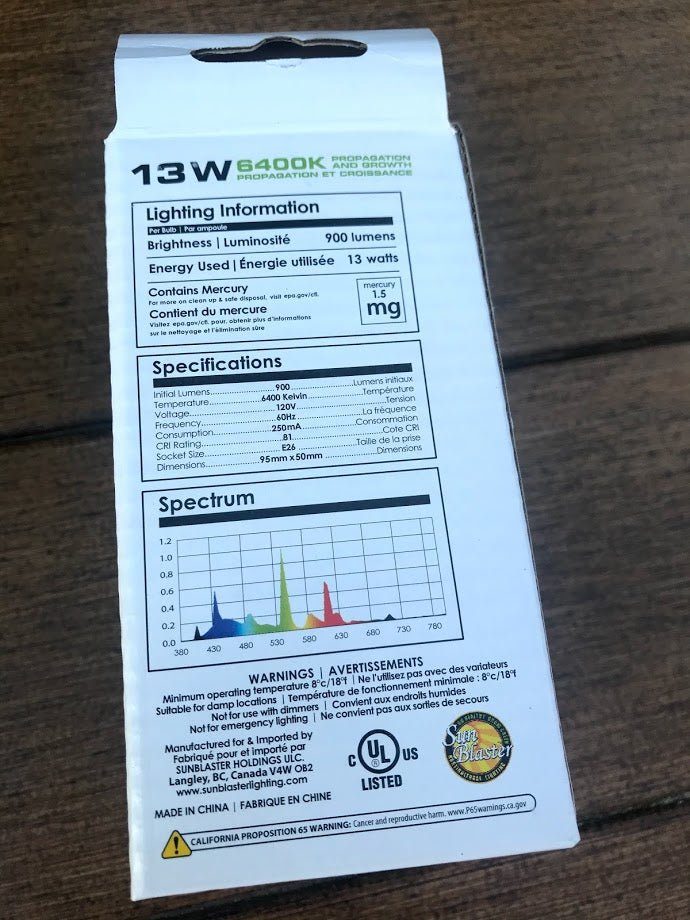 13W 6400K PROPAGATION AND GROWTH
PROPAGATION ET CROISSANCE
Lighting Information
Per Bulb | Par ampoule
Brightness | Luminosité 900 lumens
Energy Used | Énergie utilisée 13 watts
Contains Mercury
For more on clean up & safe disposal, visit epa.gov/cfl.
Contient du mercure
Visitez epa.gov/cfl. pour. obtenir plus d'informations
sur le nettoyage et l'élimination sûre
mercury
1.5
mg
Specifications
Initial Lumens 900 Lumens initiaux
Temperature 6400 Kelvin Température
Voltage 120V Tension
Frequency 60Hz La fréquence
Consumption 250mA Consommation
CRI Rating 81 Cote CRI
Socket Size E26 Taille de la prise
Dimensions 95mm x 50mm Dimensions
Spectrum
1.2
1.0
0.8
0.6
0.4
0.2
0.0
380 430 480 530 580 630 680 730 780
WARNINGS | AVERTISSEMENTS
Minimum operating temperature 8°c/18°f | Ne l'utilisez pas avec des variateurs
Suitable for damp locations | Température de fonctionnement minimale : 8°c/18°f
Not for use with dimmers | Convient aux endroits humides
Not for emergency lighting | Ne convient pas aux sorties de secours
Manufactured for & Imported by
Fabriqué pour et importé par
SUNBLASTER HOLDINGS ULC.
Langley, BC, Canada V4W 0B2
www.sunblasterlighting.com
MADE IN CHINA | FABRIQUÉ EN CHINE
C UL US
LISTED
Sun Blaster
CALIFORNIA PROPOSITION 65 WARNING: Cancer and reproductive harm. www.P65warnings.ca.gov